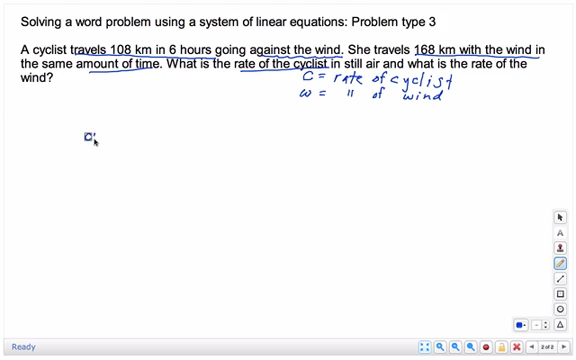 Solving a word problem using a system of linear equations: Problem type 3
A cyclist travels 108 km in 6 hours going against the wind. She travels 168 km with the wind in
the same amount of time. What is the rate of the cyclist in still air and what is the rate of the
wind?
C = rate of cyclist
w = " of wind
A
Ready
2 of 2